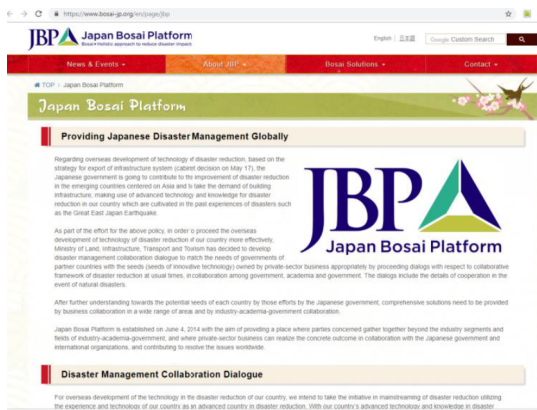 https://www.bosai-jp.org/en/page/jbp
JBP Japan Bosai Platform
Bosai=Holistic approach to reduce disaster impact
English 日本語 Google Custom Search
News & Events About JBP Bosai Solutions Contact
TOP › Japan Bosai Platform
Japan Bosai Platform
Providing Japanese Disaster Management Globally
Regarding overseas development of technology of disaster reduction, based on the
strategy for export of infrastructure system (cabinet decision on May 17), the
Japanese government is going to contribute to the improvement of disaster reduction
in the emerging countries centered on Asia and to take the demand of building
infrastructure, making use of advanced technology and knowledge for disaster
reduction in our country which are cultivated in the past experiences of disasters such
as the Great East Japan Earthquake.
JBP
Japan Bosai Platform
As part of the effort for the above policy, in order to proceed the overseas
development of technology of disaster reduction of our country more effectively,
Ministry of Land, Infrastructure, Transport and Tourism has decided to develop
disaster management collaboration dialogue to match the needs of governments of
partner countries with the seeds (seeds of innovative technology) owned by private-sector business appropriately by proceeding dialogs with respect to collaborative
framework of disaster reduction at usual times, in collaboration among government, academia and government. The dialogs include the details of cooperation in the
event of natural disasters.
After further understanding towards the potential needs of each country by those efforts by the Japanese government, comprehensive solutions need to be provided
by business collaboration in a wide range of areas and by industry-academia-government collaboration.
Japan Bosai Platform is established on June 4, 2014 with the aim of providing a place where parties concerned gather together beyond the industry segments and
fields of industry-academia-government, and where private-sector business can realize the concrete outcome in collaboration with the Japanese government and
international organizations, and contributing to resolve the issues worldwide.
Disaster Management Collaboration Dialogue
For overseas development of the technology in the disaster reduction of our country, we intend to take the initiative in mainstreaming of disaster reduction utilizing
the experience and technology of our country as in advanced country in disaster reduction. With our country's advanced technology and knowledge in disaster